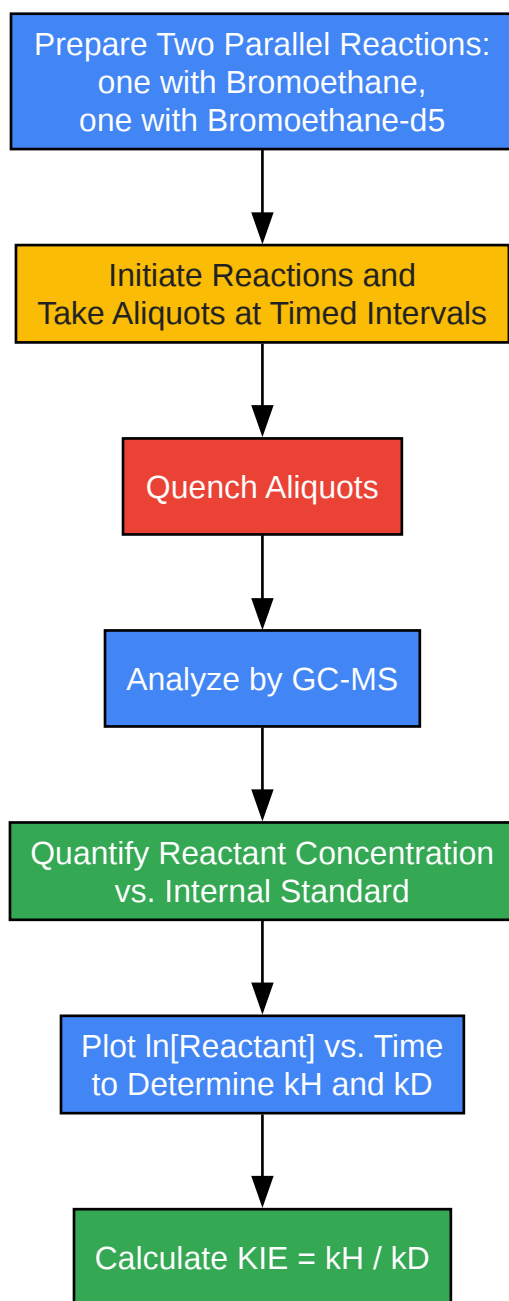 Prepare Two Parallel Reactions:
one with Bromoethane,
one with Bromoethane-d5
Initiate Reactions and
Take Aliquots at Timed Intervals
Quench Aliquots
Analyze by GC-MS
Quantify Reactant Concentration
vs. Internal Standard
Plot ln[Reactant] vs. Time
to Determine kH and kD
Calculate KIE = kH / kD